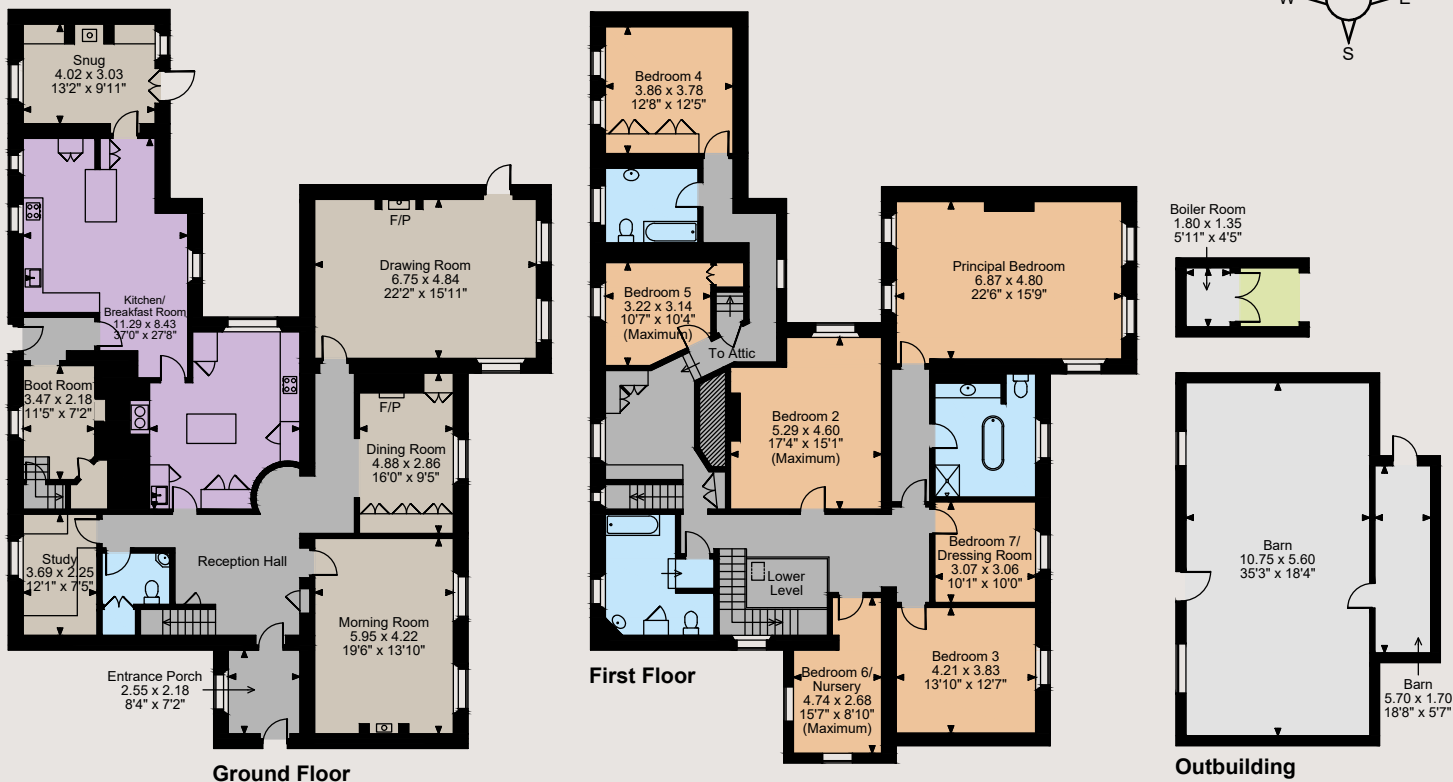 Snug
4.02 x 3.03
13'2" x 9'11"
Kitchen/
Breakfast Room
11.29 x 8.43
37'0" x 27'8"
Boot Room
3.47 x 2.18
11'5" x 7'2"
Study
3.69 x 2.25
12'1" x 7'5"
F/P
Drawing Room
6.75 x 4.84
22'2" x 15'11"
F/P
Dining Room
4.88 x 2.86
16'0" x 9'5"
Reception Hall
Morning Room
5.95 x 4.22
19'6" x 13'10"
Entrance Porch
2.55 x 2.18
8'4" x 7'2"
Ground Floor
Bedroom 4
3.86 x 3.78
12'8" x 12'5"
Bedroom 5
3.22 x 3.14
10'7" x 10'4"
(Maximum)
To Attic
Principal Bedroom
6.87 x 4.80
22'6" x 15'9"
Bedroom 2
5.29 x 4.60
17'4" x 15'1"
(Maximum)
Bedroom 7/
Dressing Room
3.07 x 3.06
10'1" x 10'0"
Lower
Level
Bedroom 6/
Nursery
4.74 x 2.68
15'7" x 8'10"
(Maximum)
Bedroom 3
4.21 x 3.83
13'10" x 12'7"
First Floor
S
Boiler Room
1.80 x 1.35
5'11" x 4'5"
Barn
10.75 x 5.60
35'3" x 18'4"
Barn
5.70 x 1.70
18'8" x 5'7"
Outbuilding